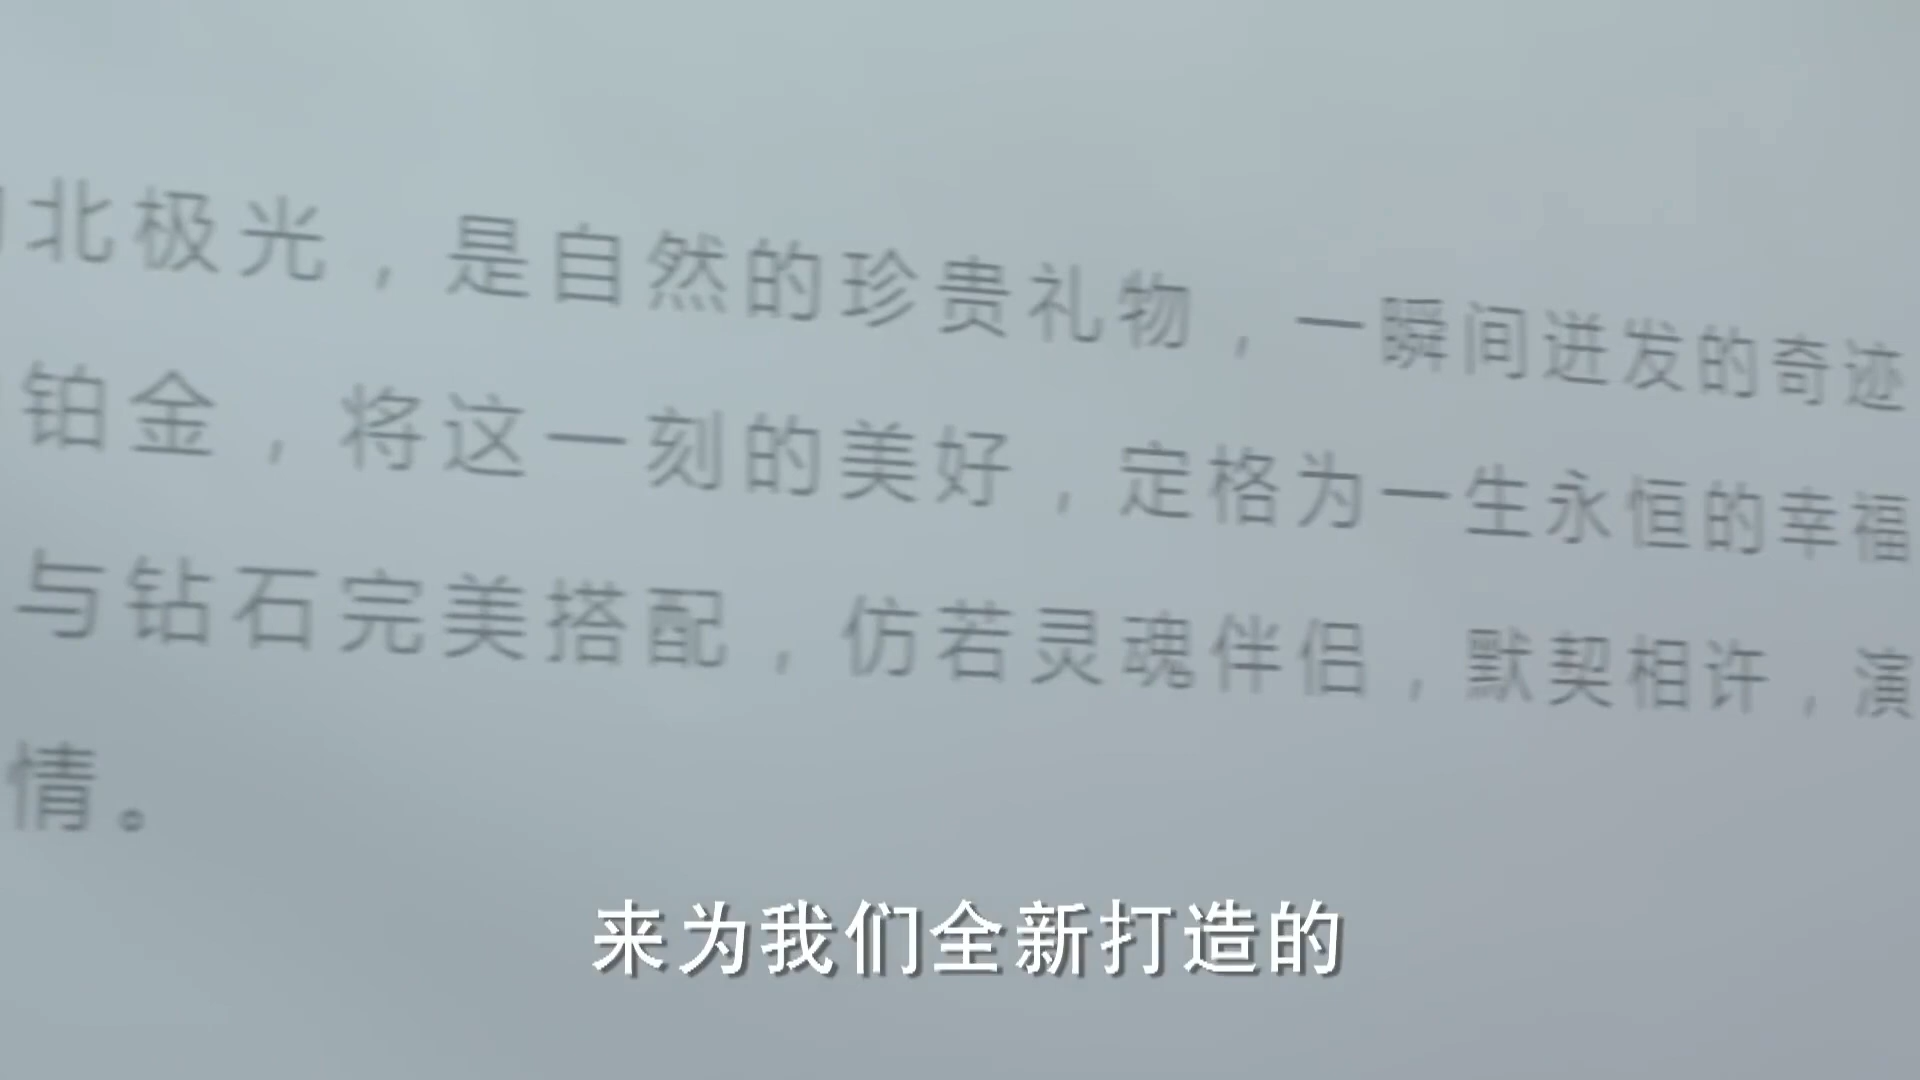 北极光，是自然的珍贵礼物，一瞬间迸发的奇迹
铂金，将这一刻的美好，定格为一生永恒的幸福
与钻石完美搭配，仿若灵魂伴侣，默契相许，演
情。
来为我们全新打造的